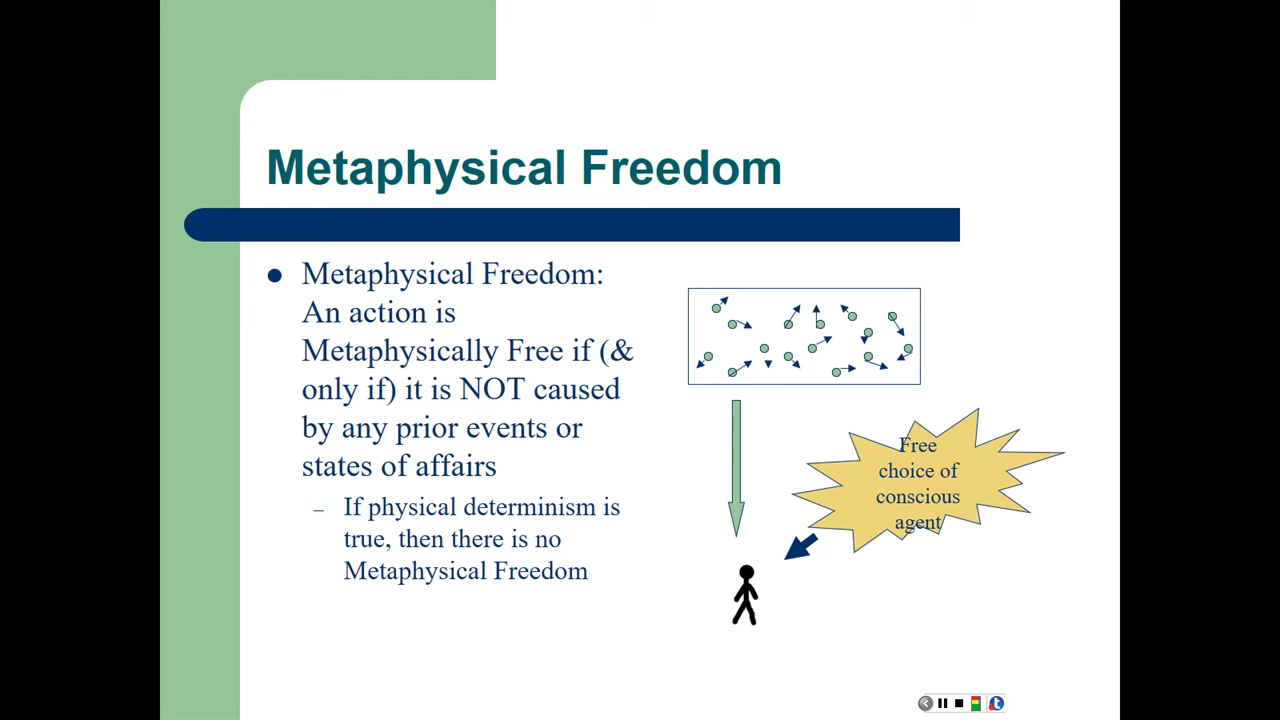 Metaphysical Freedom
Metaphysical Freedom:
An action is
Metaphysically Free if (&
only if) it is NOT caused
by any prior events or
states of affairs
– If physical determinism is
true, then there is no
Metaphysical Freedom
Free
choice of
conscious
agent
t